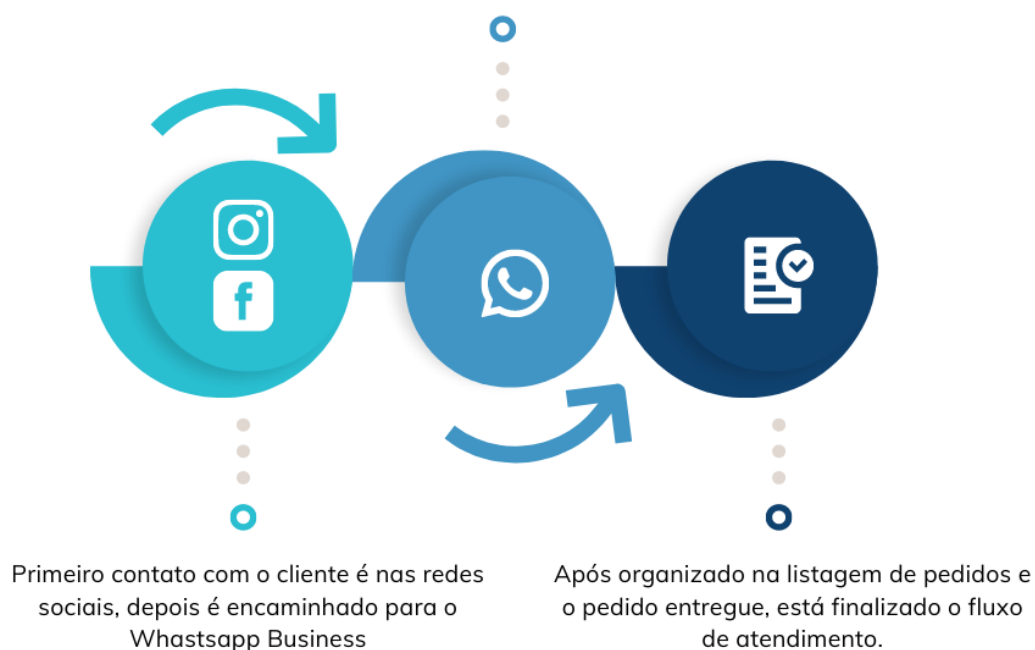 Primeiro contato com o cliente é nas redes
sociais, depois é encaminhado para o
Whastsapp Business
Após organizado na listagem de pedidos e
o pedido entregue, está finalizado o fluxo
de atendimento.